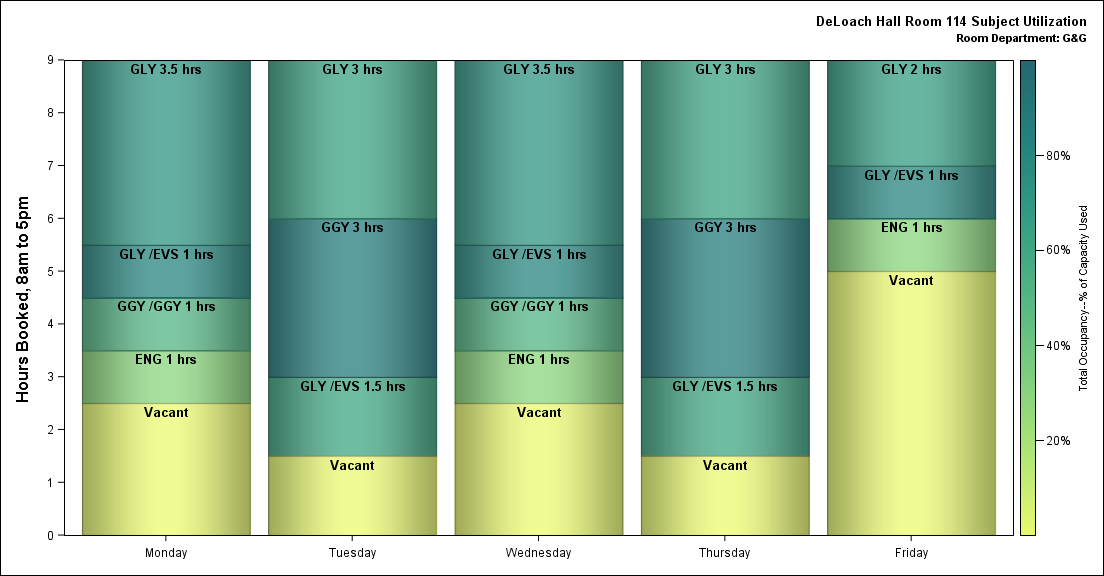 DeLoach Hall Room 114 Subject Utilization
Room Department: G&G
Hours Booked, 8am to 5pm
9
8
7
6
5
4
3
2
1
0
GLY 3.5 hrs
GLY /EVS 1 hrs
GGY /GGY 1 hrs
ENG 1 hrs
Vacant
Monday
GLY 3 hrs
GGY 3 hrs
GLY /EVS 1.5 hrs
Vacant
Tuesday
GLY 3.5 hrs
GLY /EVS 1 hrs
GGY /GGY 1 hrs
ENG 1 hrs
Vacant
Wednesday
GLY 3 hrs
GGY 3 hrs
GLY /EVS 1.5 hrs
Vacant
Thursday
GLY 2 hrs
GLY /EVS 1 hrs
ENG 1 hrs
Vacant
Friday
80%
60%
40%
20%
Total Occupancy--% of Capacity Used